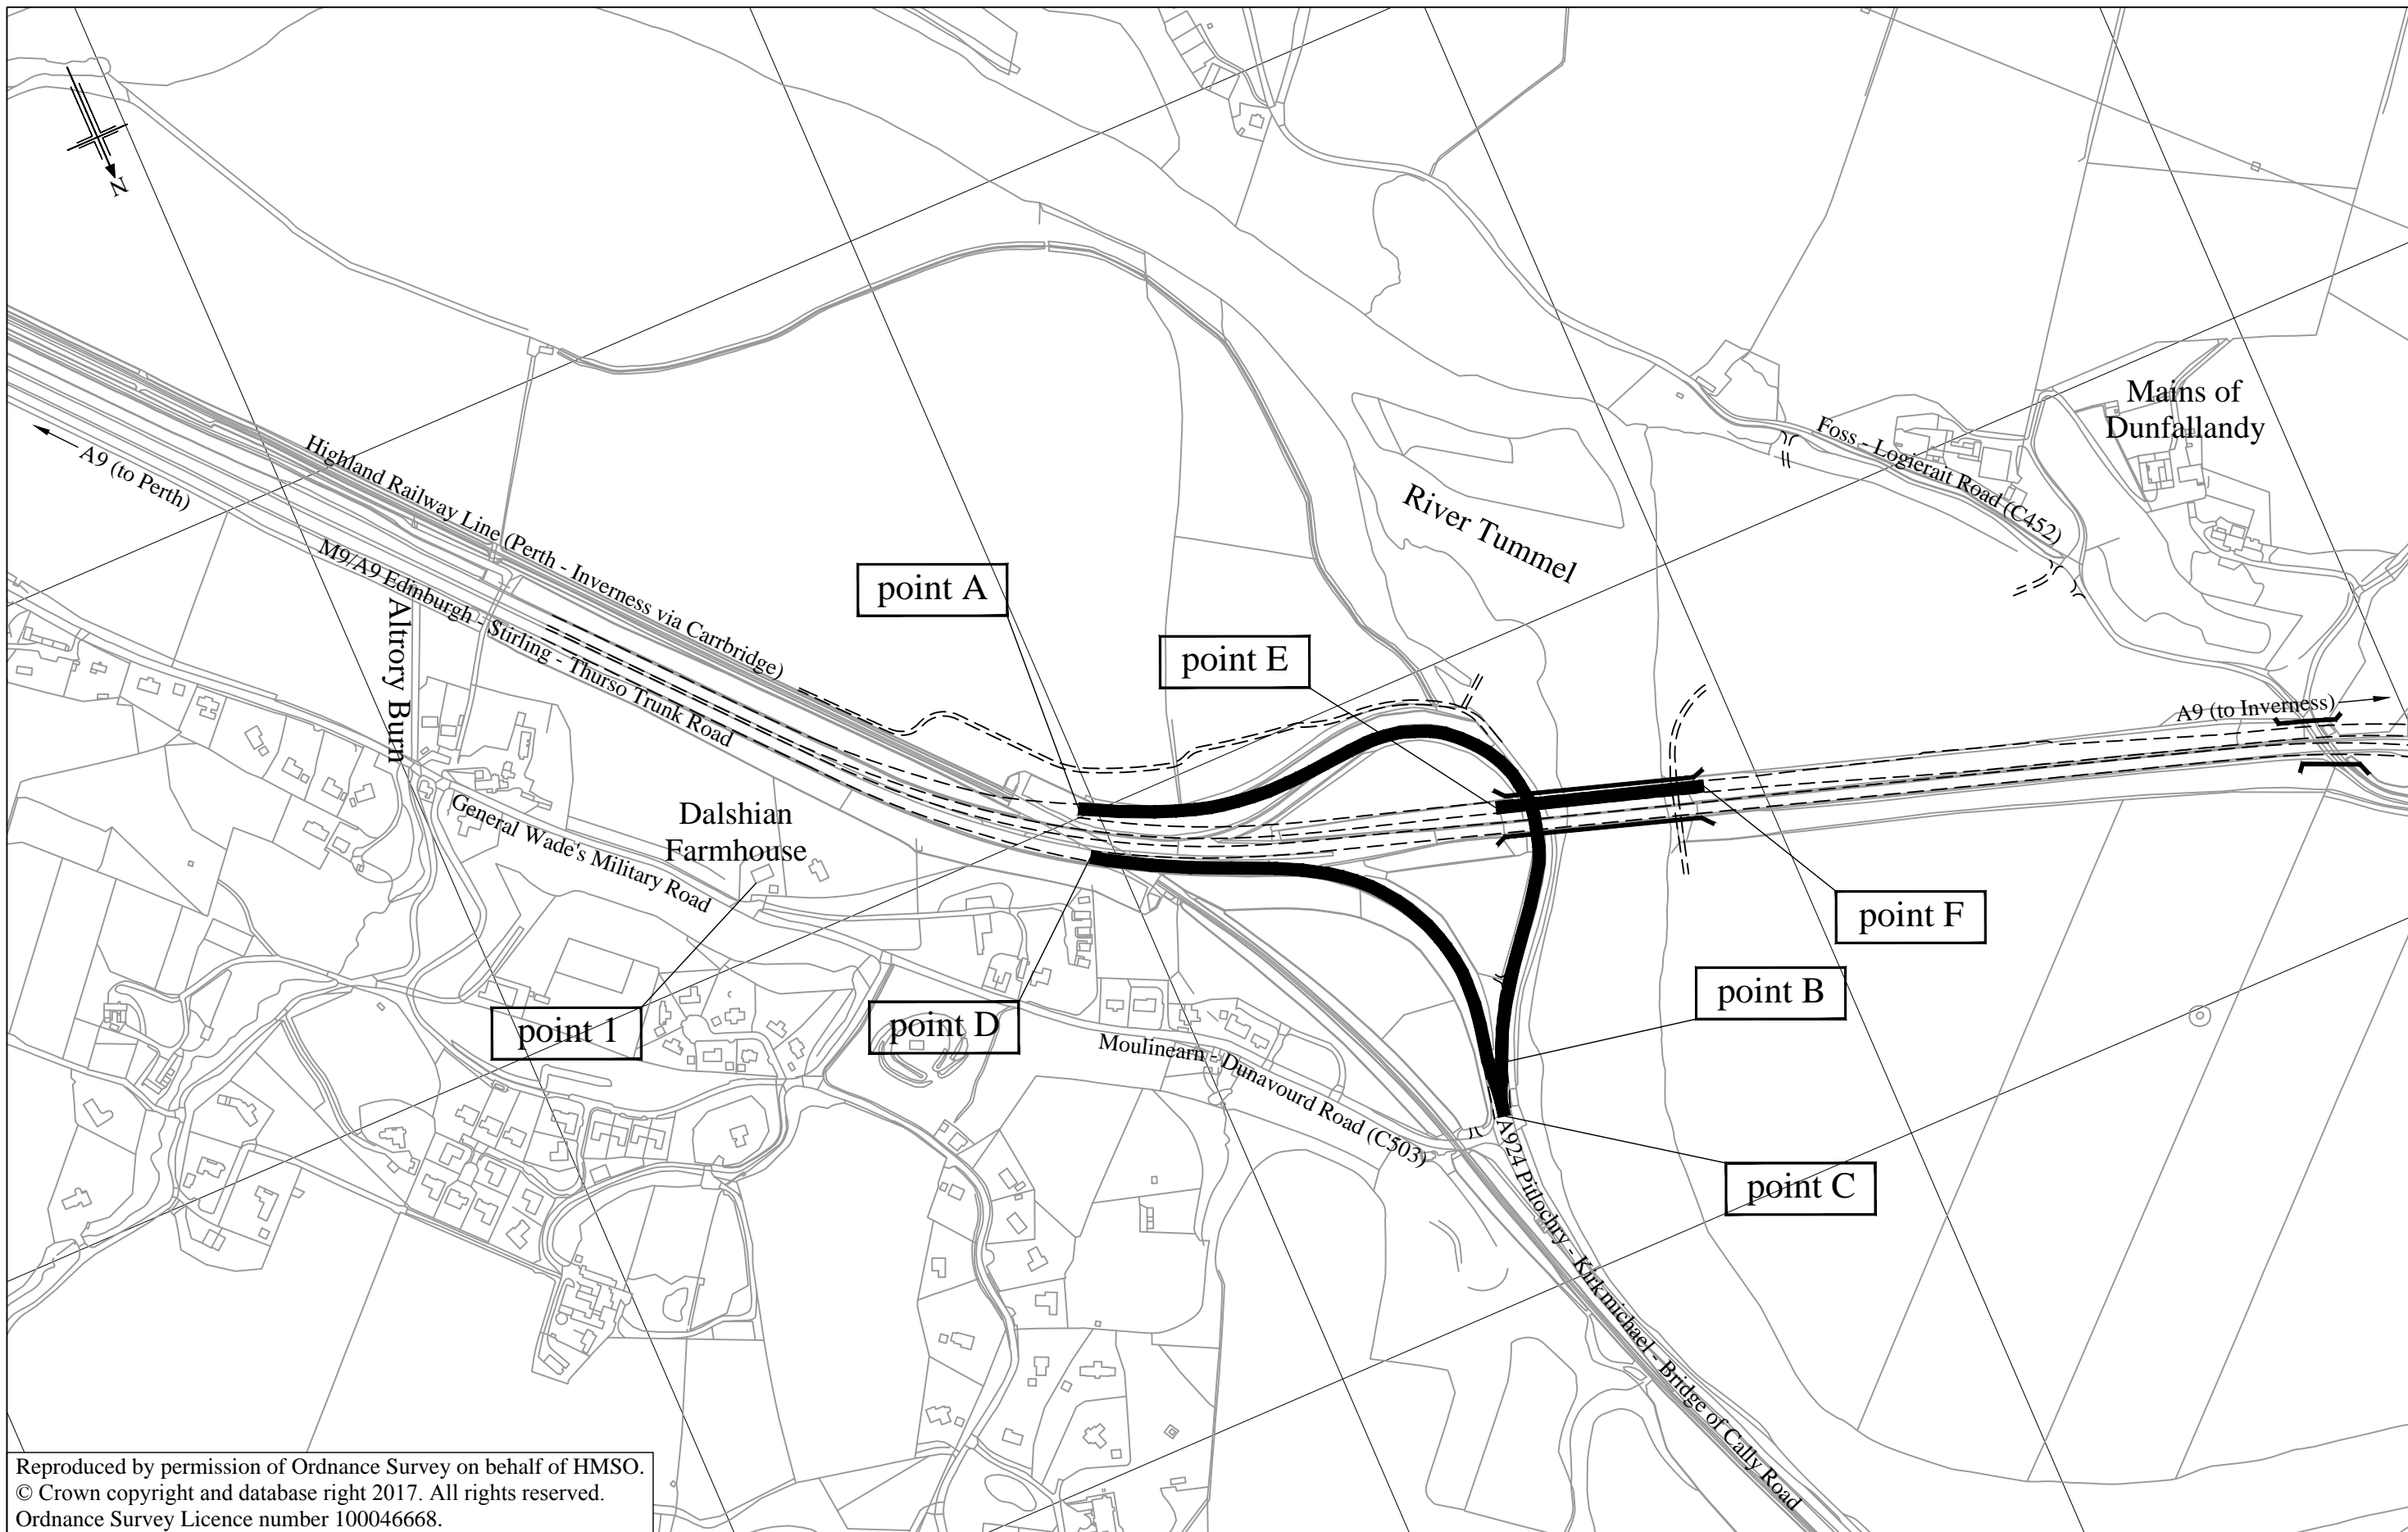 N
A9 (to Perth)
Highland Railway Line (Perth - Inverness via Carrbridge)
M9/A9 Edinburgh - Stirling - Thurso Trunk Road
Altrory Burn
General Wade's Military Road
Dalshian
Farmhouse
point 1
point A
point E
point D
River Tummel
Foss - Logierait Road (C452)
Mains of
Dunfallandy
A9 (to Inverness)
point F
point B
point C
Moulinearn - Dunavourd Road (C503)
A924 Pitlochry - Kirkmichael - Bridge of Cally Road
Reproduced by permission of Ordnance Survey on behalf of HMSO.
© Crown copyright and database right 2017. All rights reserved.
Ordnance Survey Licence number 100046668.